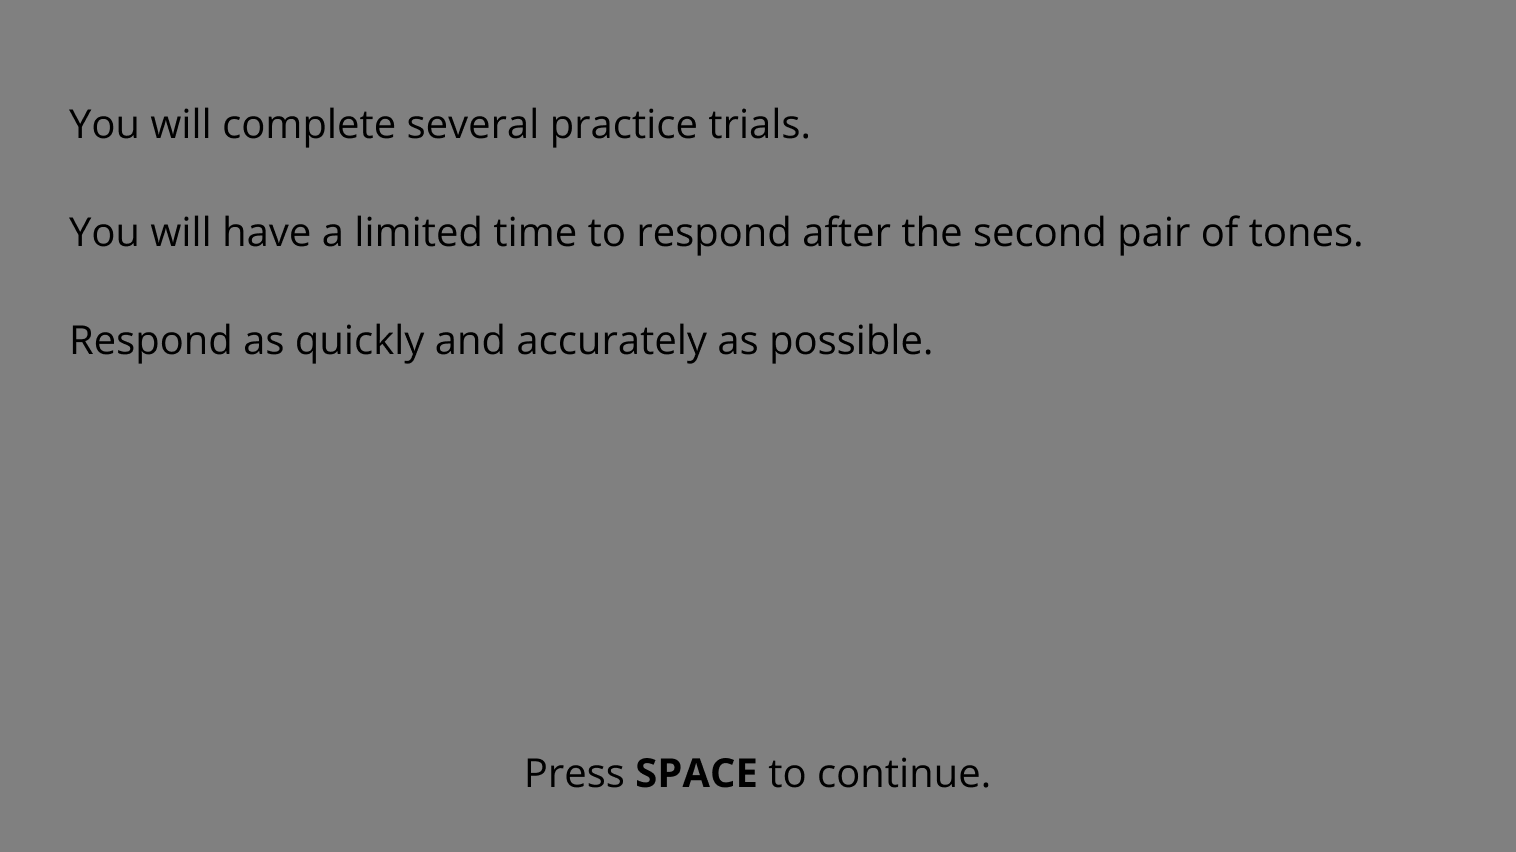 You will complete several practice trials.
You will have a limited time to respond after the second pair of tones.
Respond as quickly and accurately as possible.
Press SPACE to continue.